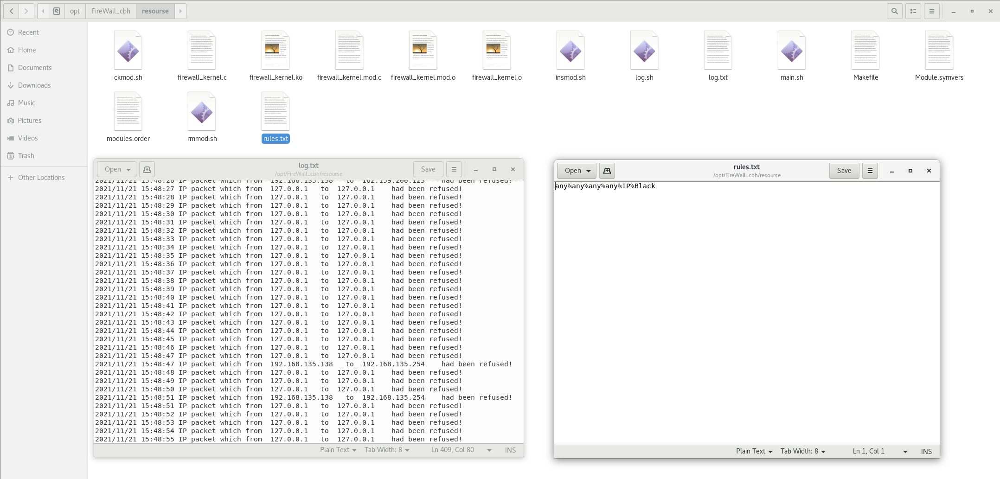 opt FireWall_cbh resourse
Recent
Home
Documents
Downloads
Music
Pictures
Videos
Trash
Other Locations
ckmod.sh firewall_kernel.c firewall_kernel.ko firewall_kernel.mod.c firewall_kernel.mod.o firewall_kernel.o insmod.sh log.sh log.txt main.sh Makefile Module.symvers
modules.order rmmod.sh rules.txt
Open log.txt Save
/opt/FireWall_cbh/resourse
2021/11/21 15:48:26 IP packet which from 192.168.135.138 to 162.159.200.123 had been refused!
2021/11/21 15:48:27 IP packet which from 127.0.0.1 to 127.0.0.1 had been refused!
2021/11/21 15:48:28 IP packet which from 127.0.0.1 to 127.0.0.1 had been refused!
2021/11/21 15:48:29 IP packet which from 127.0.0.1 to 127.0.0.1 had been refused!
2021/11/21 15:48:30 IP packet which from 127.0.0.1 to 127.0.0.1 had been refused!
2021/11/21 15:48:31 IP packet which from 127.0.0.1 to 127.0.0.1 had been refused!
2021/11/21 15:48:32 IP packet which from 127.0.0.1 to 127.0.0.1 had been refused!
2021/11/21 15:48:33 IP packet which from 127.0.0.1 to 127.0.0.1 had been refused!
2021/11/21 15:48:34 IP packet which from 127.0.0.1 to 127.0.0.1 had been refused!
2021/11/21 15:48:35 IP packet which from 127.0.0.1 to 127.0.0.1 had been refused!
2021/11/21 15:48:36 IP packet which from 127.0.0.1 to 127.0.0.1 had been refused!
2021/11/21 15:48:37 IP packet which from 127.0.0.1 to 127.0.0.1 had been refused!
2021/11/21 15:48:38 IP packet which from 127.0.0.1 to 127.0.0.1 had been refused!
2021/11/21 15:48:39 IP packet which from 127.0.0.1 to 127.0.0.1 had been refused!
2021/11/21 15:48:40 IP packet which from 127.0.0.1 to 127.0.0.1 had been refused!
2021/11/21 15:48:41 IP packet which from 127.0.0.1 to 127.0.0.1 had been refused!
2021/11/21 15:48:42 IP packet which from 127.0.0.1 to 127.0.0.1 had been refused!
2021/11/21 15:48:43 IP packet which from 127.0.0.1 to 127.0.0.1 had been refused!
2021/11/21 15:48:44 IP packet which from 127.0.0.1 to 127.0.0.1 had been refused!
2021/11/21 15:48:45 IP packet which from 127.0.0.1 to 127.0.0.1 had been refused!
2021/11/21 15:48:46 IP packet which from 127.0.0.1 to 127.0.0.1 had been refused!
2021/11/21 15:48:47 IP packet which from 127.0.0.1 to 127.0.0.1 had been refused!
2021/11/21 15:48:47 IP packet which from 192.168.135.138 to 192.168.135.254 had been refused!
2021/11/21 15:48:48 IP packet which from 127.0.0.1 to 127.0.0.1 had been refused!
2021/11/21 15:48:49 IP packet which from 127.0.0.1 to 127.0.0.1 had been refused!
2021/11/21 15:48:50 IP packet which from 127.0.0.1 to 127.0.0.1 had been refused!
2021/11/21 15:48:51 IP packet which from 192.168.135.138 to 192.168.135.254 had been refused!
2021/11/21 15:48:51 IP packet which from 127.0.0.1 to 127.0.0.1 had been refused!
2021/11/21 15:48:52 IP packet which from 127.0.0.1 to 127.0.0.1 had been refused!
2021/11/21 15:48:53 IP packet which from 127.0.0.1 to 127.0.0.1 had been refused!
2021/11/21 15:48:54 IP packet which from 127.0.0.1 to 127.0.0.1 had been refused!
2021/11/21 15:48:55 IP packet which from 127.0.0.1 to 127.0.0.1 had been refused!
Plain Text Tab Width: 8 Ln 409, Col 80 INS
Open rules.txt Save
/opt/FireWall_cbh/resourse
any%any%any%any%IP%Black
Plain Text Tab Width: 8 Ln 1, Col 1 INS